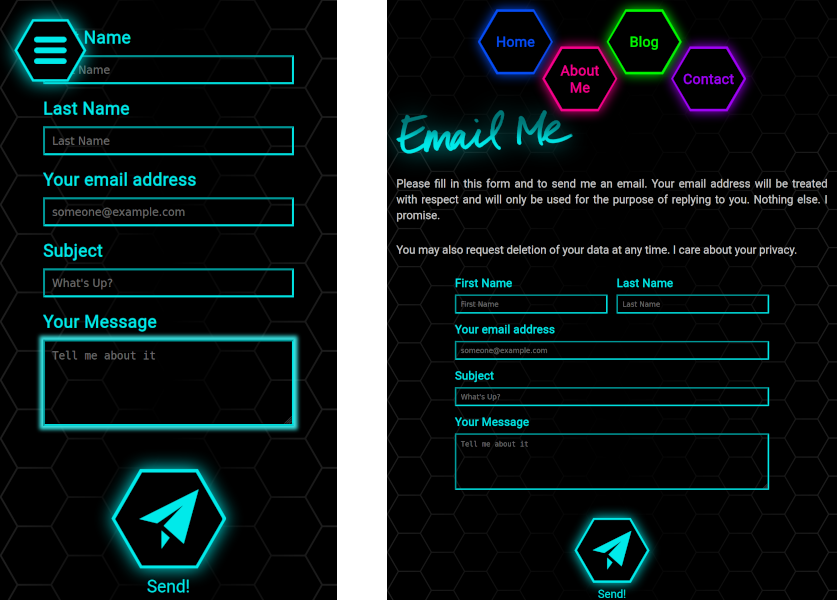 Name
Name
Last Name
Last Name
Your email address
someone@example.com
Subject
What's Up?
Your Message
Tell me about it
Send!
Home
Blog
About
Me
Contact
Email Me
Please fill in this form and to send me an email. Your email address will be treated
with respect and will only be used for the purpose of replying to you. Nothing else. I
promise.
You may also request deletion of your data at any time. I care about your privacy.
First Name
Last Name
First Name
Last Name
Your email address
someone@example.com
Subject
What's Up?
Your Message
Tell me about it
Send!